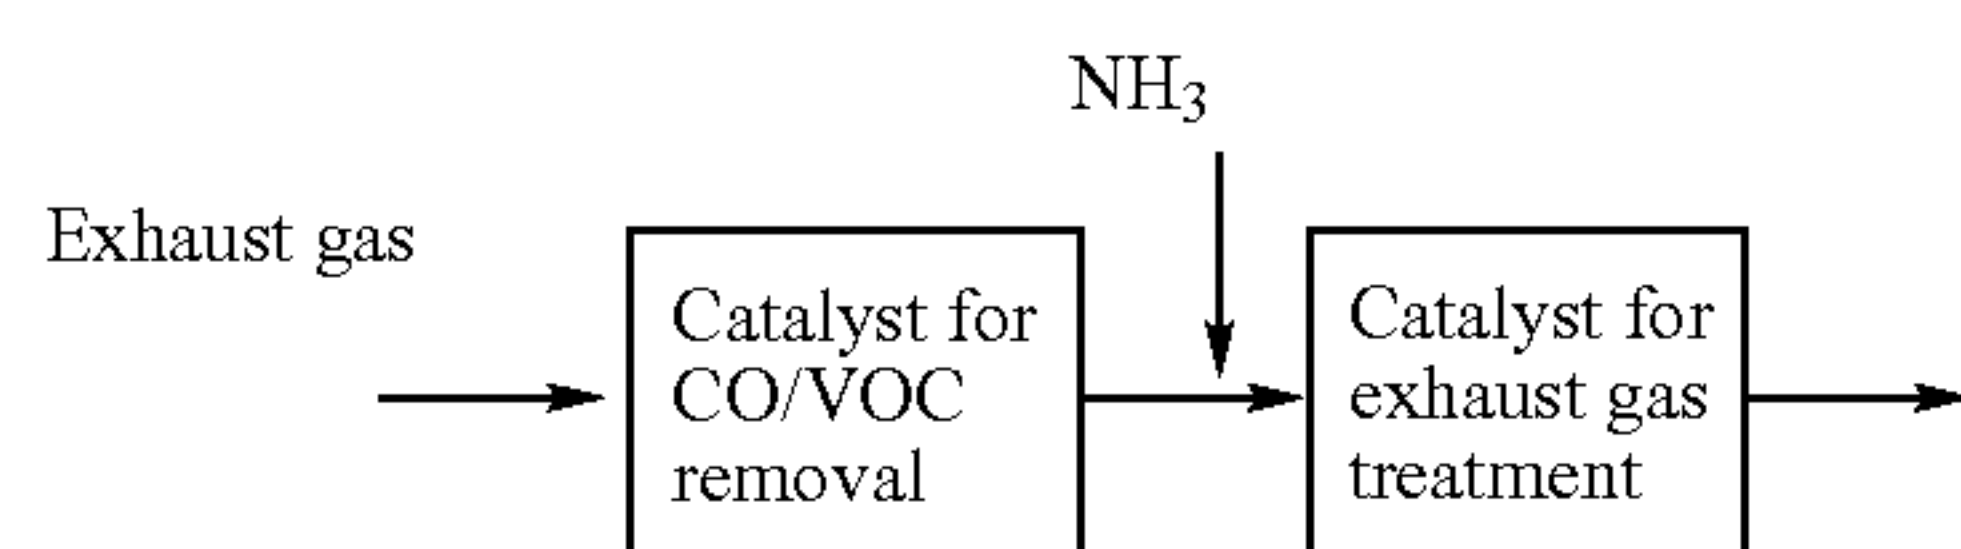 NH₃
Exhaust gas
Catalyst for
CO/VOC
removal
Catalyst for
exhaust gas
treatment